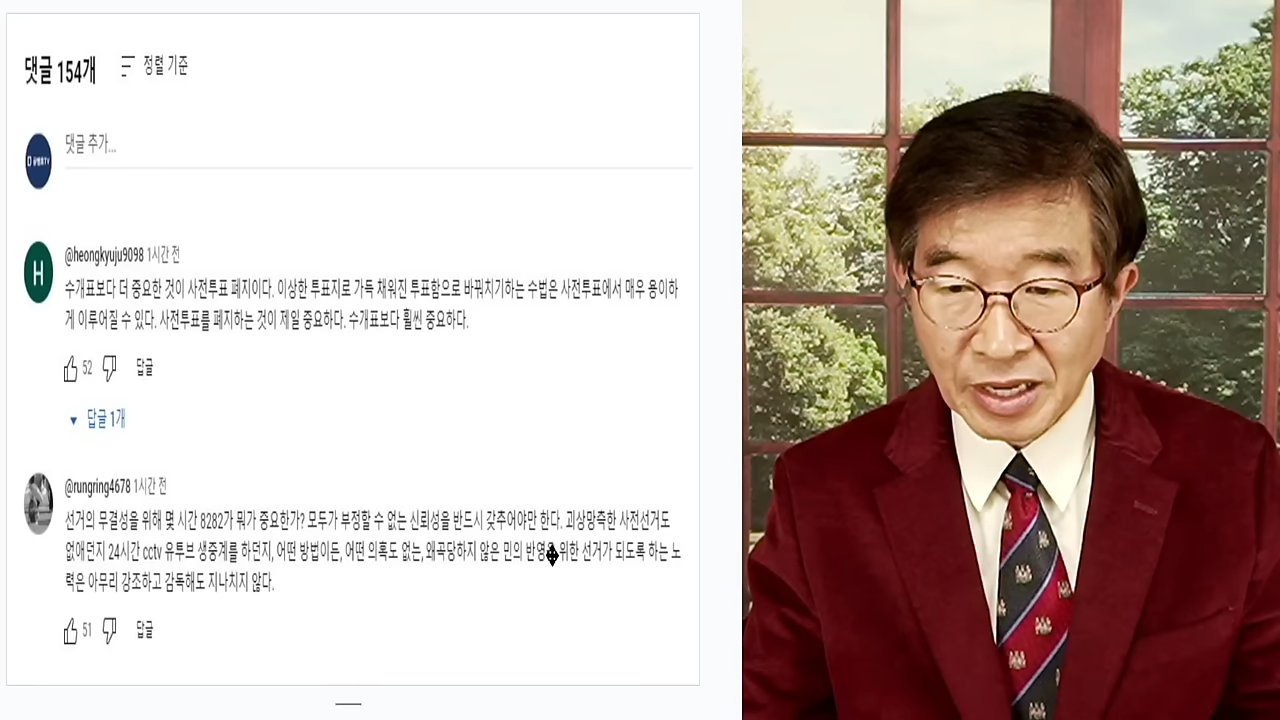 댓글 154개
정렬 기준
댓글 추가...
@heongkyuju9098 1시간 전
수개표보다 더 중요한 것이 사전투표 폐지이다. 이상한 투표지로 가득 채워진 투표함으로 바꿔치기하는 수법은 사전투표에서 매우 용이하
게 이루어질 수 있다. 사전투표를 폐지하는 것이 제일 중요하다. 수개표보다 훨씬 중요하다.
52
답글
답글 1개
@rungring4678 1시간 전
선거의 무결성을 위해 몇 시간 8282가 뭐가 중요한가? 모두가 부정할 수 없는 신뢰성을 반드시 갖추어야만 한다. 괴상망측한 사전선거도
없애던지 24시간 cctv 유투브 생중계를 하던지, 어떤 방법이든, 어떤 의혹도 없는, 왜곡당하지 않은 민의 반영을 위한 선거가 되도록 하는 노
력은 아무리 강조하고 감독해도 지나치지 않다.
51
답글
H